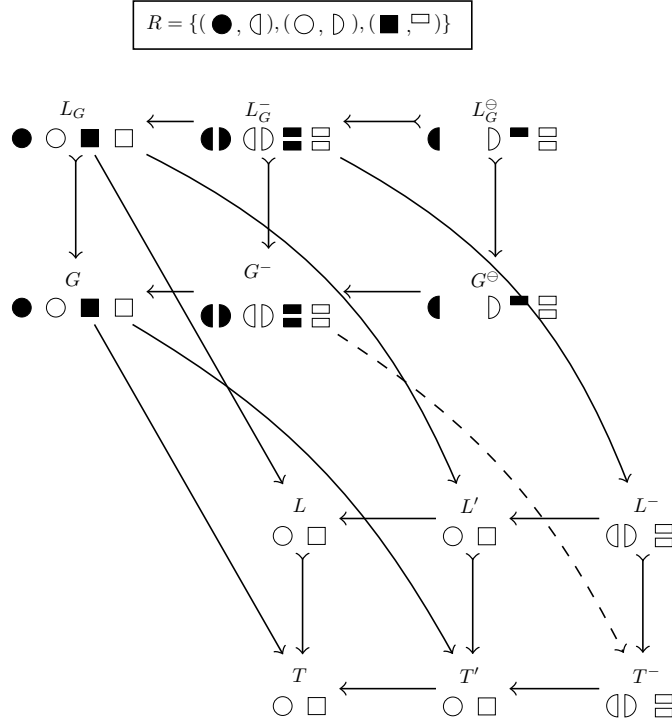 R = {(●, ◖), (○, D), (■, ▭)}
L_G L_G^- L_G^⊖
G G^- G^⊖
L L′ L^-
T T′ T^-